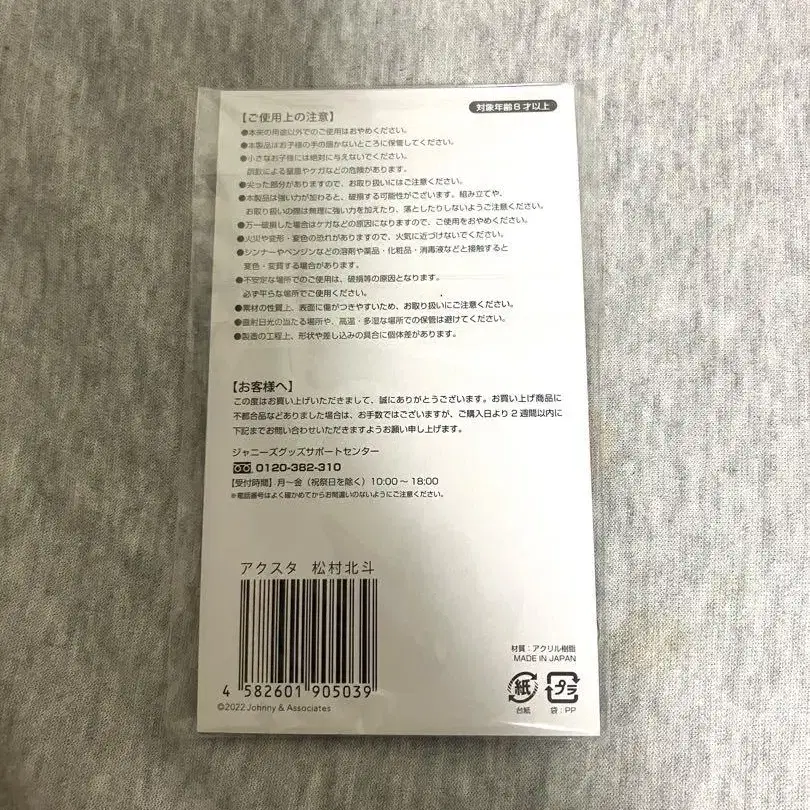 対象年齢8才以上
【ご使用上の注意】
●本来の用途以外でのご使用はおやめください。
●本製品はお子様の手の届かないところに保管してください。
●小さなお子様には絶対に与えないでください。
誤飲による窒息やケガなどの危険があります。
●尖った部分がありますので、お取り扱いにはご注意ください。
●本製品は強い力が加わると、破損する可能性がございます。組み立てや、
お取り扱いの際は無理に強い力を加えたり、落としたりしないようご注意ください。
●万一破損した場合はケガなどの原因になりますので、ご使用をおやめください。
●火災や変形・変色の恐れがありますので、火気に近づけないでください。
●シンナーやベンジンなどの溶剤や薬品・化粧品・消毒液などと接触すると
変色・変質する場合があります。
●不安定な場所でのご使用は、破損等の原因となります。
必ず平らな場所でご使用ください。
●素材の性質上、表面に傷がつきやすいため、お取り扱いにご注意ください。
●直射日光の当たる場所や、高温・多湿な場所での保管は避けてください。
●製造の工程上、形状や差し込みの具合に個体差があります。
【お客様へ】
この度はお買い上げいただきまして、誠にありがとうございます。お買い上げ商品に
不都合品などありました場合は、お手数ではございますが、ご購入日より2週間以内に
下記までお問い合わせいただきますようお願い申し上げます。
ジャニーズグッズサポートセンター
0120-382-310
【受付時間】月〜金（祝祭日を除く）10:00〜18:00
※電話番号はよく確かめてからお間違いのないようにご注意ください。
アクスタ 松村北斗
4 582601 905039
©2022 Johnny & Associates
材質：アクリル樹脂
MADE IN JAPAN
紙
プラ
台紙
袋：PP